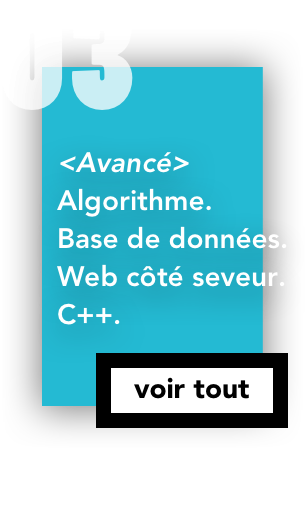 03
<Avancé>
Algorithme.
Base de données.
Web côté seveur.
C++.
voir tout